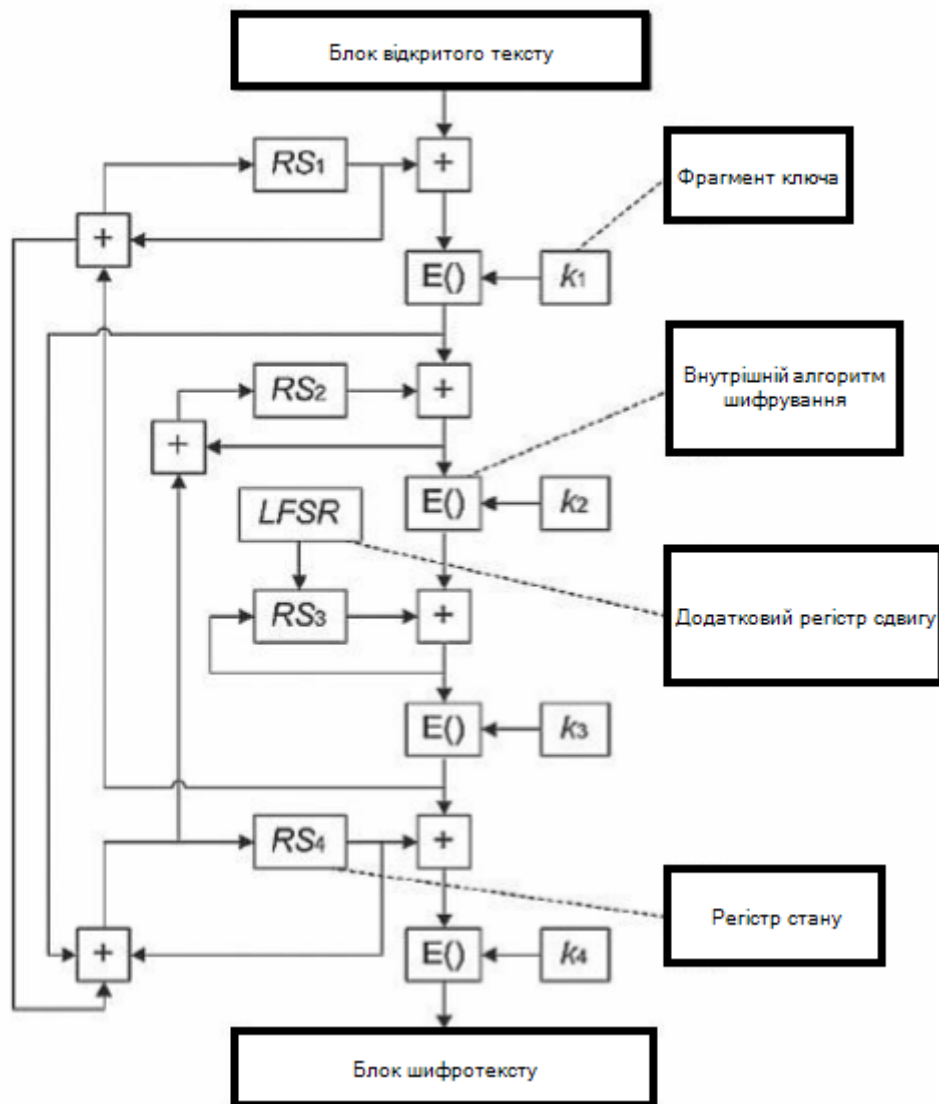 Блок відкритого тексту
RS1
+
Фрагмент ключа
+
E()
k1
RS2
+
Внутрішній алгоритм
шифрування
+
E()
k2
LFSR
RS3
+
Додатковий регістр сдвигу
E()
k3
RS4
+
Регістр стану
+
E()
k4
Блок шифротексту